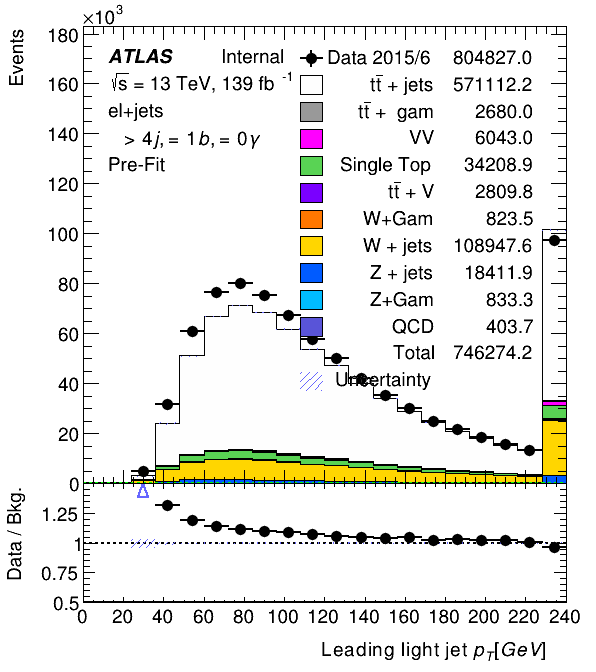 ×10³
Events
180
160
140
120
100
80
60
40
20
0
ATLAS Internal
√s = 13 TeV, 139 fb⁻¹
el+jets
> 4j, = 1b, = 0γ
Pre-Fit
Data 2015/6 804827.0
tt̅ + jets 571112.2
tt̅ + gam 2680.0
VV 6043.0
Single Top 34208.9
tt̅ + V 2809.8
W+Gam 823.5
W + jets 108947.6
Z + jets 18411.9
Z+Gam 833.3
QCD 403.7
Total 746274.2
Uncertainty
Data / Bkg.
1.25
1
0.75
0.5
0 20 40 60 80 100 120 140 160 180 200 220 240
Leading light jet p_T[GeV]